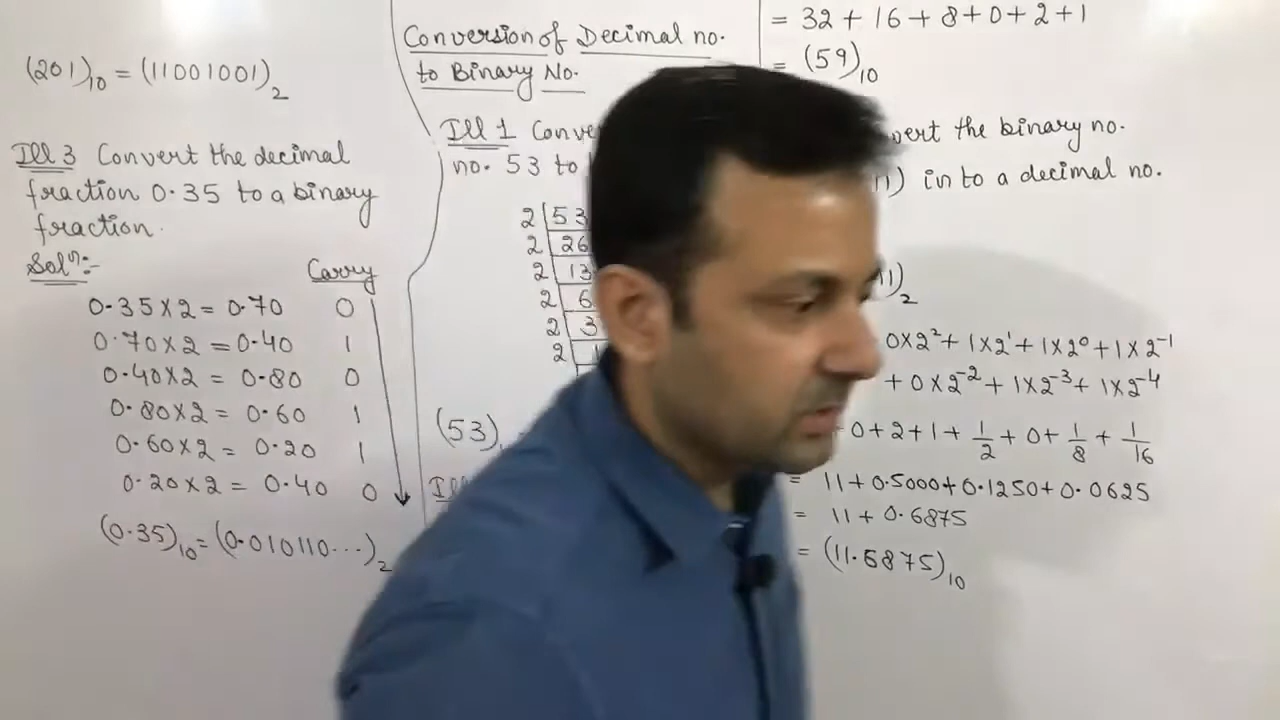 (201)₁₀ = (11001001)₂
Ill 3 Convert the decimal
fraction 0.35 to a binary
fraction.
Solⁿ:-
Carry
0.35 X 2 = 0.70 0
0.70 X 2 = 0.40 1
0.40 X 2 = 0.80 0
0.80 X 2 = 0.60 1
0.60 X 2 = 0.20 1
0.20 X 2 = 0.40 0
(0.35)₁₀ = (0.010110...)₂
Conversion of Decimal no.
to Binary No.
Ill 1
no. 53 to
2 53
2 26
2 13
2 6
2 3
2 1
(53)
= 32 + 16 + 8 + 0 + 2 + 1
= (59)₁₀
the binary no.
in to a decimal no.
)₂
0 X 2² + 1 X 2¹ + 1 X 2⁰ + 1 X 2⁻¹
+ 0 X 2⁻² + 1 X 2⁻³ + 1 X 2⁻⁴
0 + 2 + 1 + 1/2 + 0 + 1/8 + 1/16
= 11 + 0.5000 + 0.1250 + 0.0625
= 11 + 0.6875
= (11.6875)₁₀